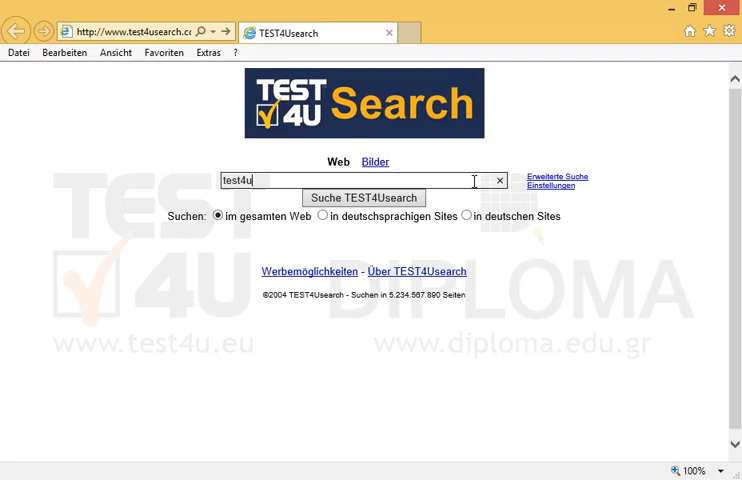 http://www.test4usearch.cc
TEST4Usearch
Datei Bearbeiten Ansicht Favoriten Extras ?
TEST
4U Search
Web Bilder
test4u
Erweiterte Suche
Einstellungen
Suche TEST4Usearch
Suchen: im gesamten Web in deutschsprachigen Sites in deutschen Sites
Werbemöglichkeiten - Über TEST4Usearch
©2004 TEST4Usearch - Suchen in 5.234.567.890 Seiten
TEST
4U DIPLOMA
www.test4u.eu www.diploma.edu.gr
100%